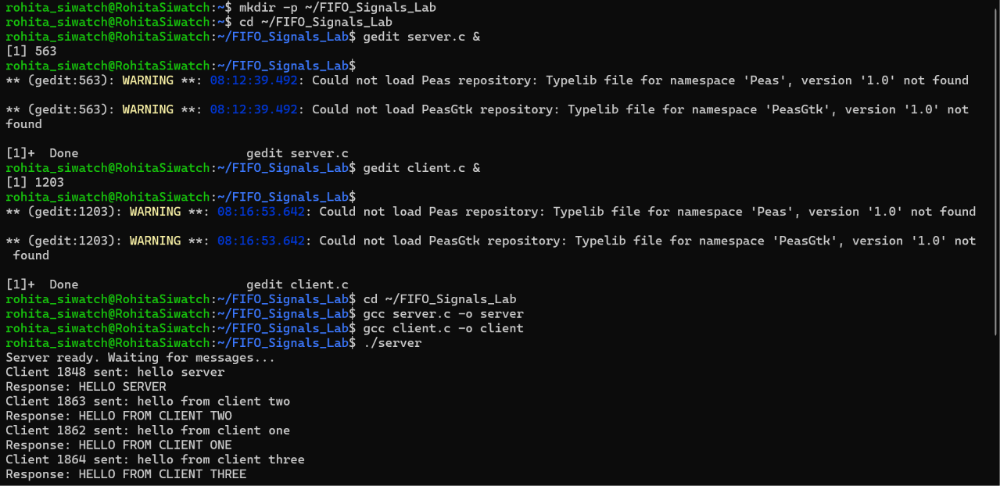 rohita_siwatch@RohitaSiwatch:~$ mkdir -p ~/FIFO_Signals_Lab
rohita_siwatch@RohitaSiwatch:~$ cd ~/FIFO_Signals_Lab
rohita_siwatch@RohitaSiwatch:~/FIFO_Signals_Lab$ gedit server.c &
[1] 563
rohita_siwatch@RohitaSiwatch:~/FIFO_Signals_Lab$
** (gedit:563): WARNING **: 08:12:39.492: Could not load Peas repository: Typelib file for namespace 'Peas', version '1.0' not found
** (gedit:563): WARNING **: 08:12:39.492: Could not load PeasGtk repository: Typelib file for namespace 'PeasGtk', version '1.0' not
found
[1]+  Done                       gedit server.c
rohita_siwatch@RohitaSiwatch:~/FIFO_Signals_Lab$ gedit client.c &
[1] 1203
rohita_siwatch@RohitaSiwatch:~/FIFO_Signals_Lab$
** (gedit:1203): WARNING **: 08:16:53.642: Could not load Peas repository: Typelib file for namespace 'Peas', version '1.0' not found
** (gedit:1203): WARNING **: 08:16:53.642: Could not load PeasGtk repository: Typelib file for namespace 'PeasGtk', version '1.0' not
 found
[1]+  Done                       gedit client.c
rohita_siwatch@RohitaSiwatch:~/FIFO_Signals_Lab$ cd ~/FIFO_Signals_Lab
rohita_siwatch@RohitaSiwatch:~/FIFO_Signals_Lab$ gcc server.c -o server
rohita_siwatch@RohitaSiwatch:~/FIFO_Signals_Lab$ gcc client.c -o client
rohita_siwatch@RohitaSiwatch:~/FIFO_Signals_Lab$ ./server
Server ready. Waiting for messages...
Client 1848 sent: hello server
Response: HELLO SERVER
Client 1863 sent: hello from client two
Response: HELLO FROM CLIENT TWO
Client 1862 sent: hello from client one
Response: HELLO FROM CLIENT ONE
Client 1864 sent: hello from client three
Response: HELLO FROM CLIENT THREE